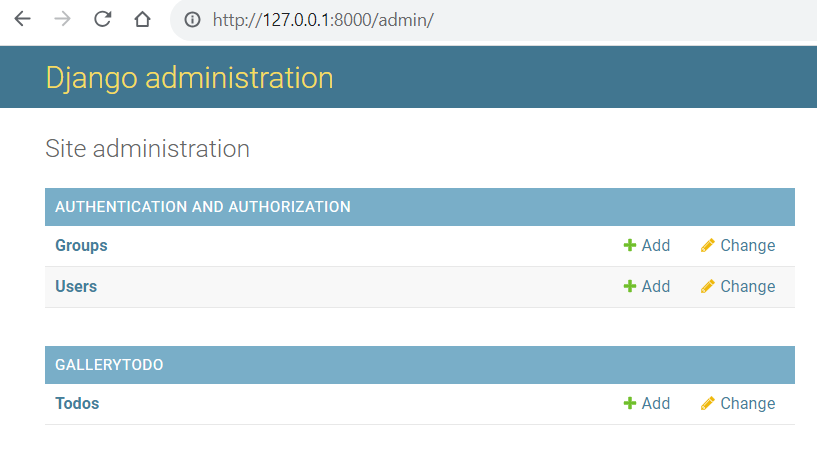 http://127.0.0.1:8000/admin/
Django administration
Site administration
AUTHENTICATION AND AUTHORIZATION
Groups Add Change
Users Add Change
GALLERYTODO
Todos Add Change